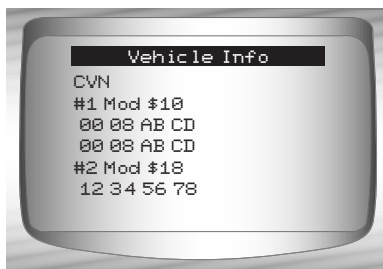 Vehicle Info
CVN
#1 Mod $10
00 08 AB CD
00 08 AB CD
#2 Mod $18
12 34 56 78